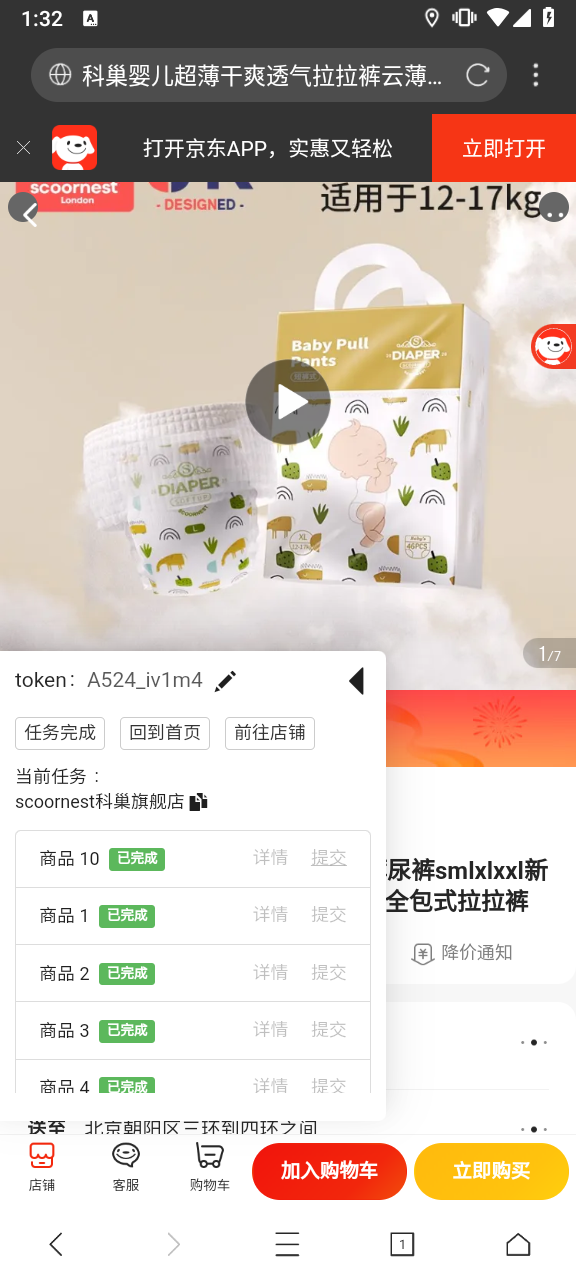 1:32
A
科巢婴儿超薄干爽透气拉拉裤云薄...
打开京东APP，实惠又轻松
立即打开
scoornest
London
- DESIGNED -
适用于12-17kg
Baby Pull
Pants
DIAPER
DIAPER
L
XL
12-17kg
46PCS
1/7
token： A524_iv1m4
任务完成 回到首页 前往店铺
当前任务：
scoornest科巢旗舰店
商品 10 已完成 详情 提交
商品 1 已完成 详情 提交
商品 2 已完成 详情 提交
商品 3 已完成 详情 提交
商品 4 已完成 详情 提交
尿裤smlxlxxl新
全包式拉拉裤
降价通知
送至 北京朝阳区三环到四环之间
店铺 客服 购物车 加入购物车 立即购买
1